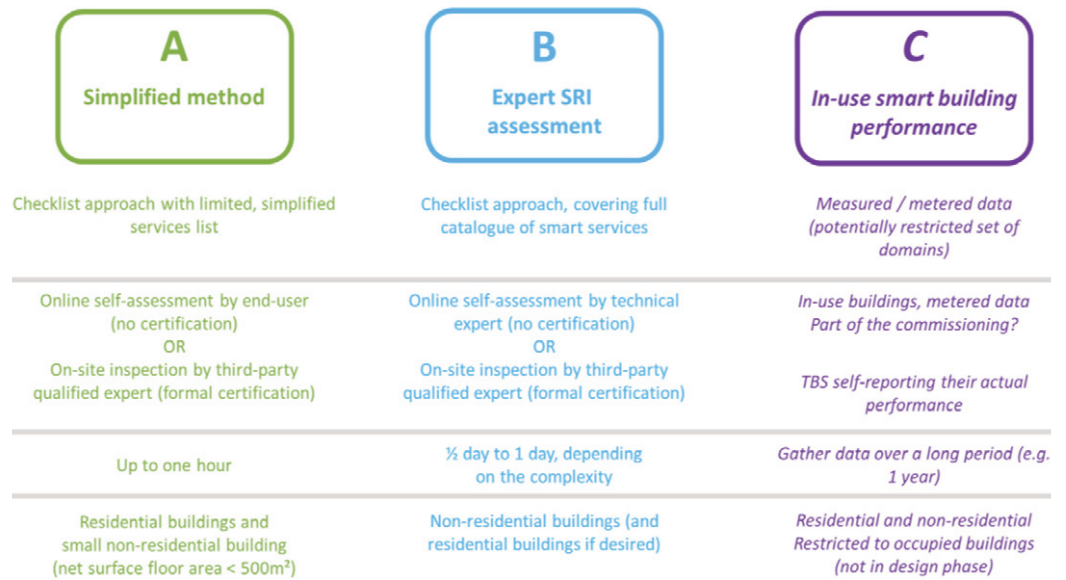 A
Simplified method
B
Expert SRI
assessment
C
In-use smart building
performance
Checklist approach with limited, simplified
services list
Checklist approach, covering full
catalogue of smart services
Measured / metered data
(potentially restricted set of
domains)
Online self-assessment by end-user
(no certification)
OR
On-site inspection by third-party
qualified expert (formal certification)
Online self-assessment by technical
expert (no certification)
OR
On-site inspection by third-party
qualified expert (formal certification)
In-use buildings, metered data
Part of the commissioning?
TBS self-reporting their actual
performance
Up to one hour
½ day to 1 day, depending
on the complexity
Gather data over a long period (e.g.
1 year)
Residential buildings and
small non-residential building
(net surface floor area < 500m²)
Non-residential buildings (and
residential buildings if desired)
Residential and non-residential
Restricted to occupied buildings
(not in design phase)